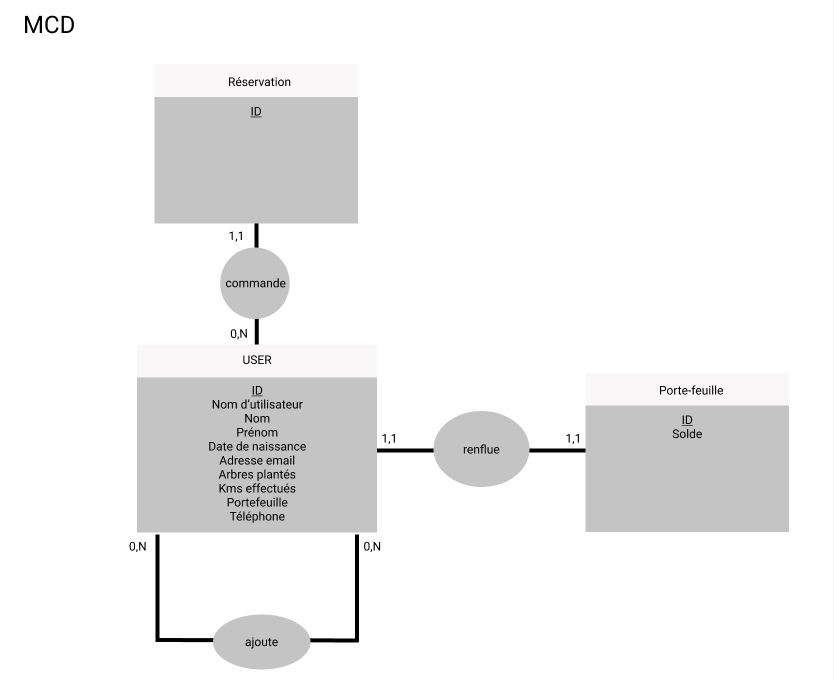 MCD
Réservation
ID
1,1
commande
0,N
USER
ID
Nom d'utilisateur
Nom
Prénom
Date de naissance
Adresse email
Arbres plantés
Kms effectués
Portefeuille
Téléphone
1,1
renflue
1,1
Porte-feuille
ID
Solde
0,N
0,N
ajoute